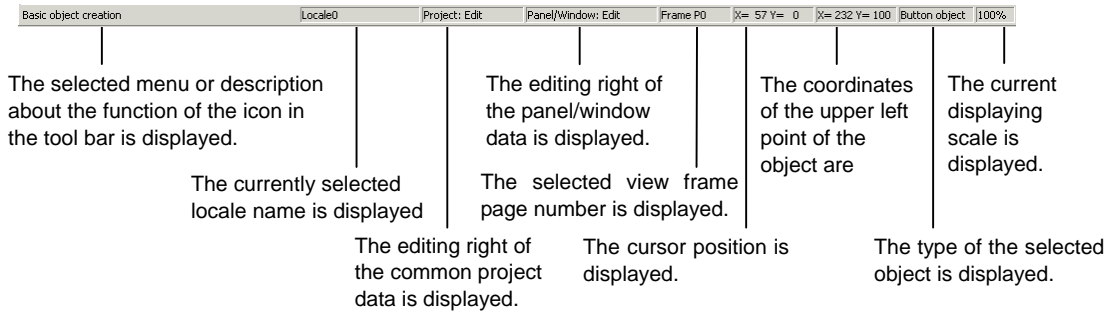 Basic object creation Locale0 Project: Edit Panel/Window: Edit Frame P0 X= 57 Y= 0 X= 232 Y= 100 Button object 100%
The selected menu or description
about the function of the icon in
the tool bar is displayed.
The editing right of
the panel/window
data is displayed.
The coordinates
of the upper left
point of the
object are
The current
displaying
scale is
displayed.
The currently selected
locale name is displayed
The selected view frame
page number is displayed.
The editing right of
the common project
data is displayed.
The cursor position is
displayed.
The type of the selected
object is displayed.